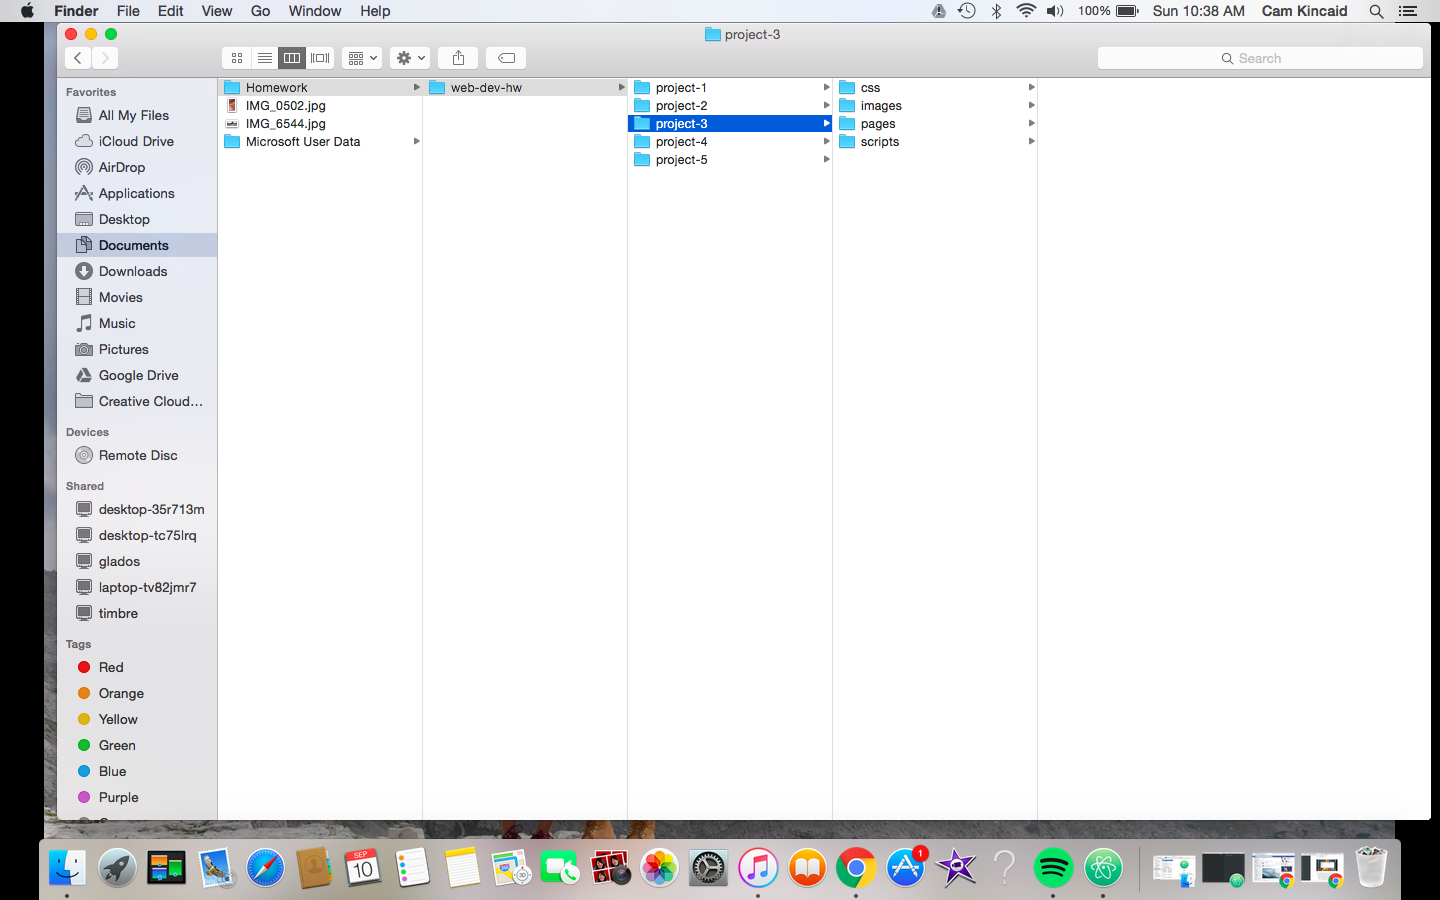 Finder File Edit View Go Window Help 100% Sun 10:38 AM Cam Kincaid
project-3
Search
Favorites
All My Files
iCloud Drive
AirDrop
Applications
Desktop
Documents
Downloads
Movies
Music
Pictures
Google Drive
Creative Cloud...
Devices
Remote Disc
Shared
desktop-35r713m
desktop-tc75lrq
glados
laptop-tv82jmr7
timbre
Tags
Red
Orange
Yellow
Green
Blue
Purple
Homework
IMG_0502.jpg
IMG_6544.jpg
Microsoft User Data
web-dev-hw
project-1
project-2
project-3
project-4
project-5
css
images
pages
scripts
SEP
10
1